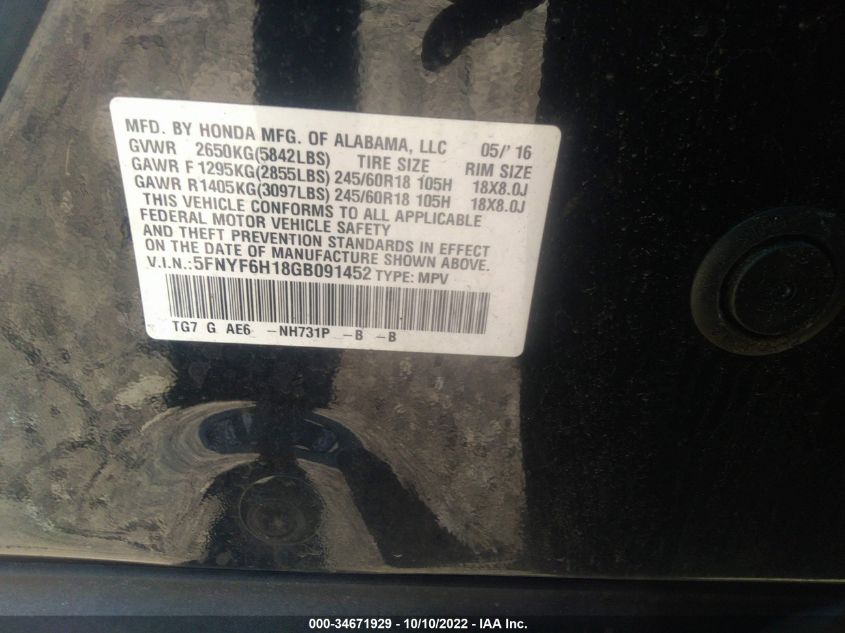 MFD. BY HONDA MFG. OF ALABAMA, LLC 05/' 16
GVWR 2650KG(5842LBS) TIRE SIZE RIM SIZE
GAWR F 1295KG(2855LBS) 245/60R18 105H 18X8.0J
GAWR R1405KG(3097LBS) 245/60R18 105H 18X8.0J
THIS VEHICLE CONFORMS TO ALL APPLICABLE
FEDERAL MOTOR VEHICLE SAFETY
AND THEFT PREVENTION STANDARDS IN EFFECT
ON THE DATE OF MANUFACTURE SHOWN ABOVE.
V.I.N.:5FNYF6H18GB091452 TYPE: MPV
TG7 G AE6 -NH731P -B -B
000-34671929 - 10/10/2022 - IAA Inc.